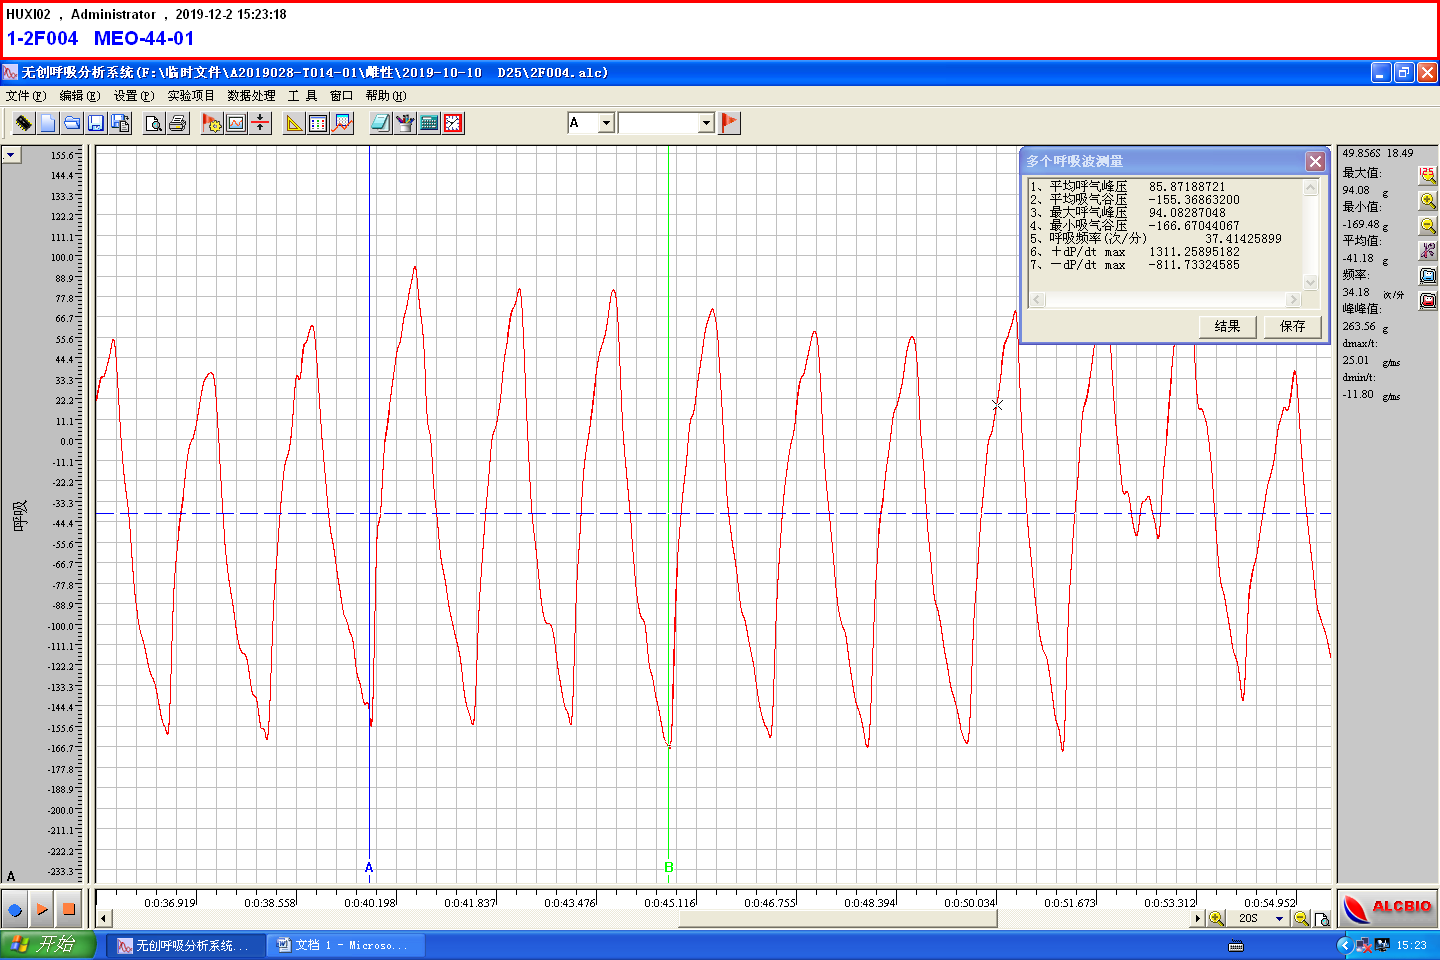 HUXI02 , Administrator , 2019-12-2 15:23:18
1-2F004 MEO-44-01
无创呼吸分析系统(F:\临时文件\A2019028-T014-01\雌性\2019-10-10 D25\2F004.alc)
文件(F) 编辑(E) 设置(P) 实验项目 数据处理 工具 窗口 帮助(H)
A
155.6
144.4
133.3
122.2
111.1
100.0
88.9
77.8
66.7
55.6
44.4
33.3
22.2
11.1
0.0
-11.1
-22.2
-33.3
-44.4
-55.6
-66.7
-77.8
-88.9
-100.0
-111.1
-122.2
-133.3
-144.4
-155.6
-166.7
-177.8
-188.9
-200.0
-211.1
-222.2
-233.3
呼吸
A
A
B
多个呼吸波测量
1、平均呼气峰压 85.87188721
2、平均吸气谷压 -155.36863200
3、最大呼气峰压 94.08287048
4、最小吸气谷压 -166.67044067
5、呼吸频率(次/分) 37.41425899
6、＋dP/dt max 1311.25895182
7、－dP/dt max -811.73324585
结果 保存
49.856S 18.49
最大值:
94.08 g
最小值:
-169.48 g
平均值:
-41.18 g
频率:
34.18 次/分
峰峰值:
263.56 g
dmax/t:
25.01 g/ms
dmin/t:
-11.80 g/ms
125
0:0:36.919 0:0:38.558 0:0:40.198 0:0:41.837 0:0:43.476 0:0:45.116 0:0:46.755 0:0:48.394 0:0:50.034 0:0:51.673 0:0:53.312 0:0:54.952
20S
ALCBIO
开始 无创呼吸分析系统... 文档 1 - Microso... 15:23